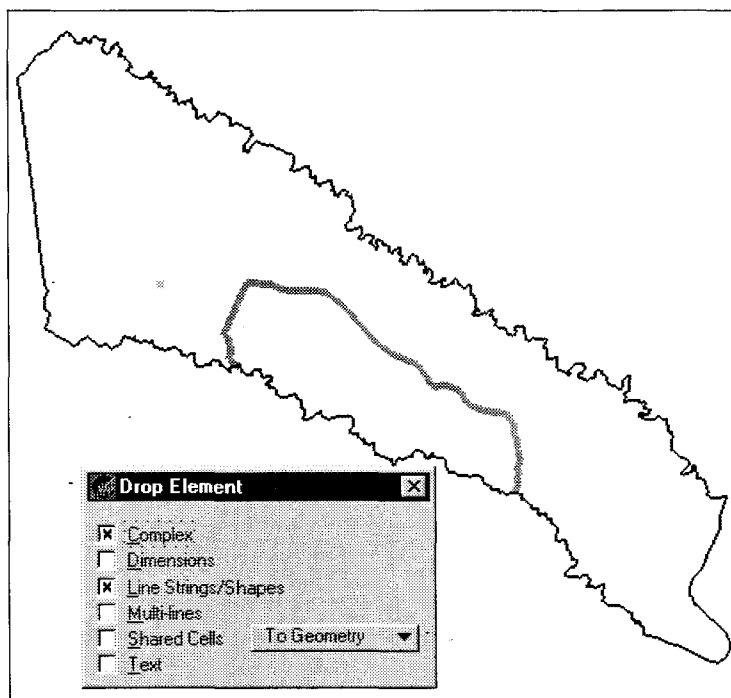 Drop Element
Complex
Dimensions
Line Strings/Shapes
Multi-lines
Shared Cells To Geometry
Text